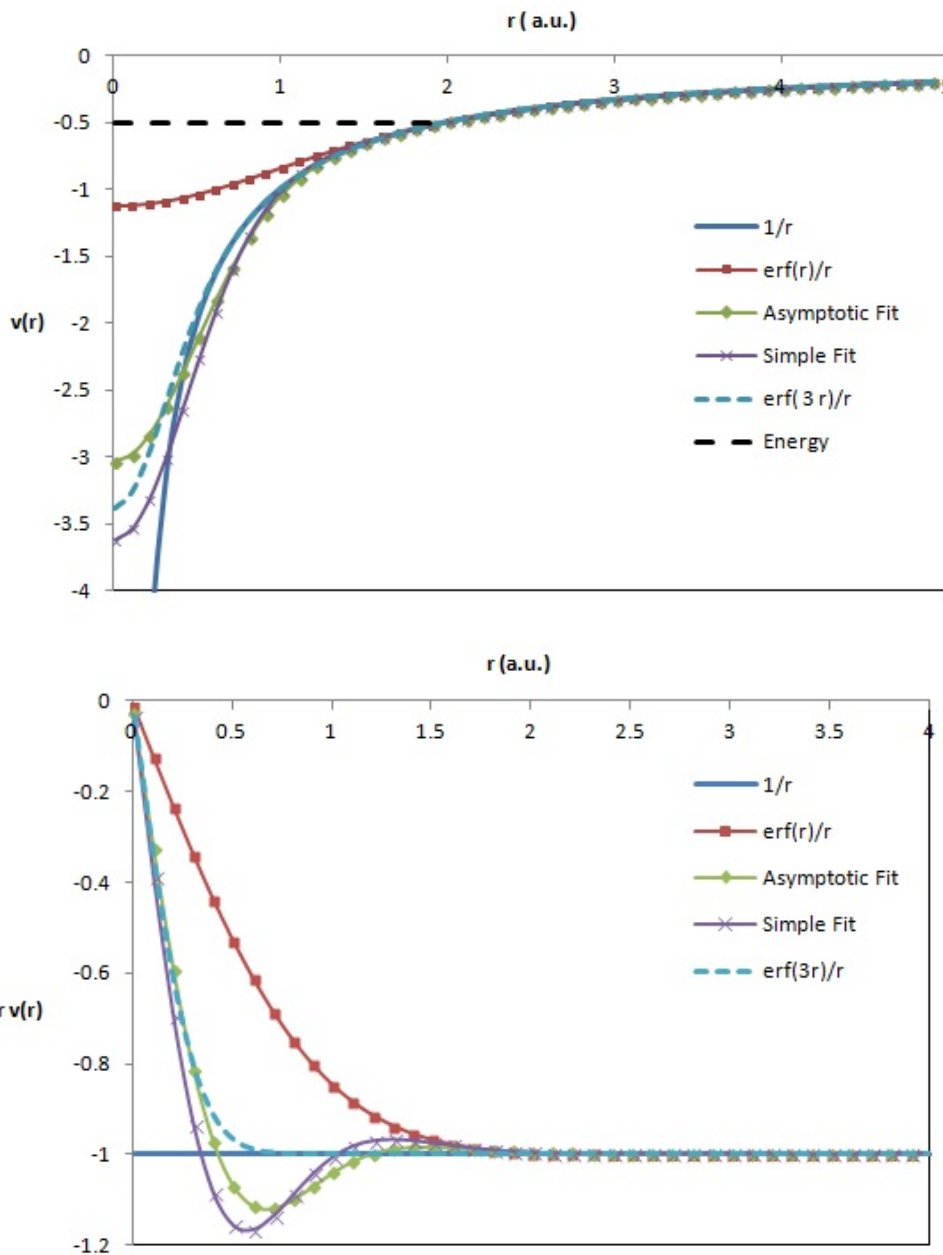 r ( a.u.)
0
0 1 2 3 4
-0.5
-1
-1.5
-2
-2.5
-3
-3.5
-4
v(r)
1/r
erf(r)/r
Asymptotic Fit
Simple Fit
erf( 3 r)/r
Energy
r (a.u.)
0
0 0.5 1 1.5 2 2.5 3 3.5 4
-0.2
-0.4
-0.6
-0.8
-1
-1.2
r v(r)
1/r
erf(r)/r
Asymptotic Fit
Simple Fit
erf(3r)/r